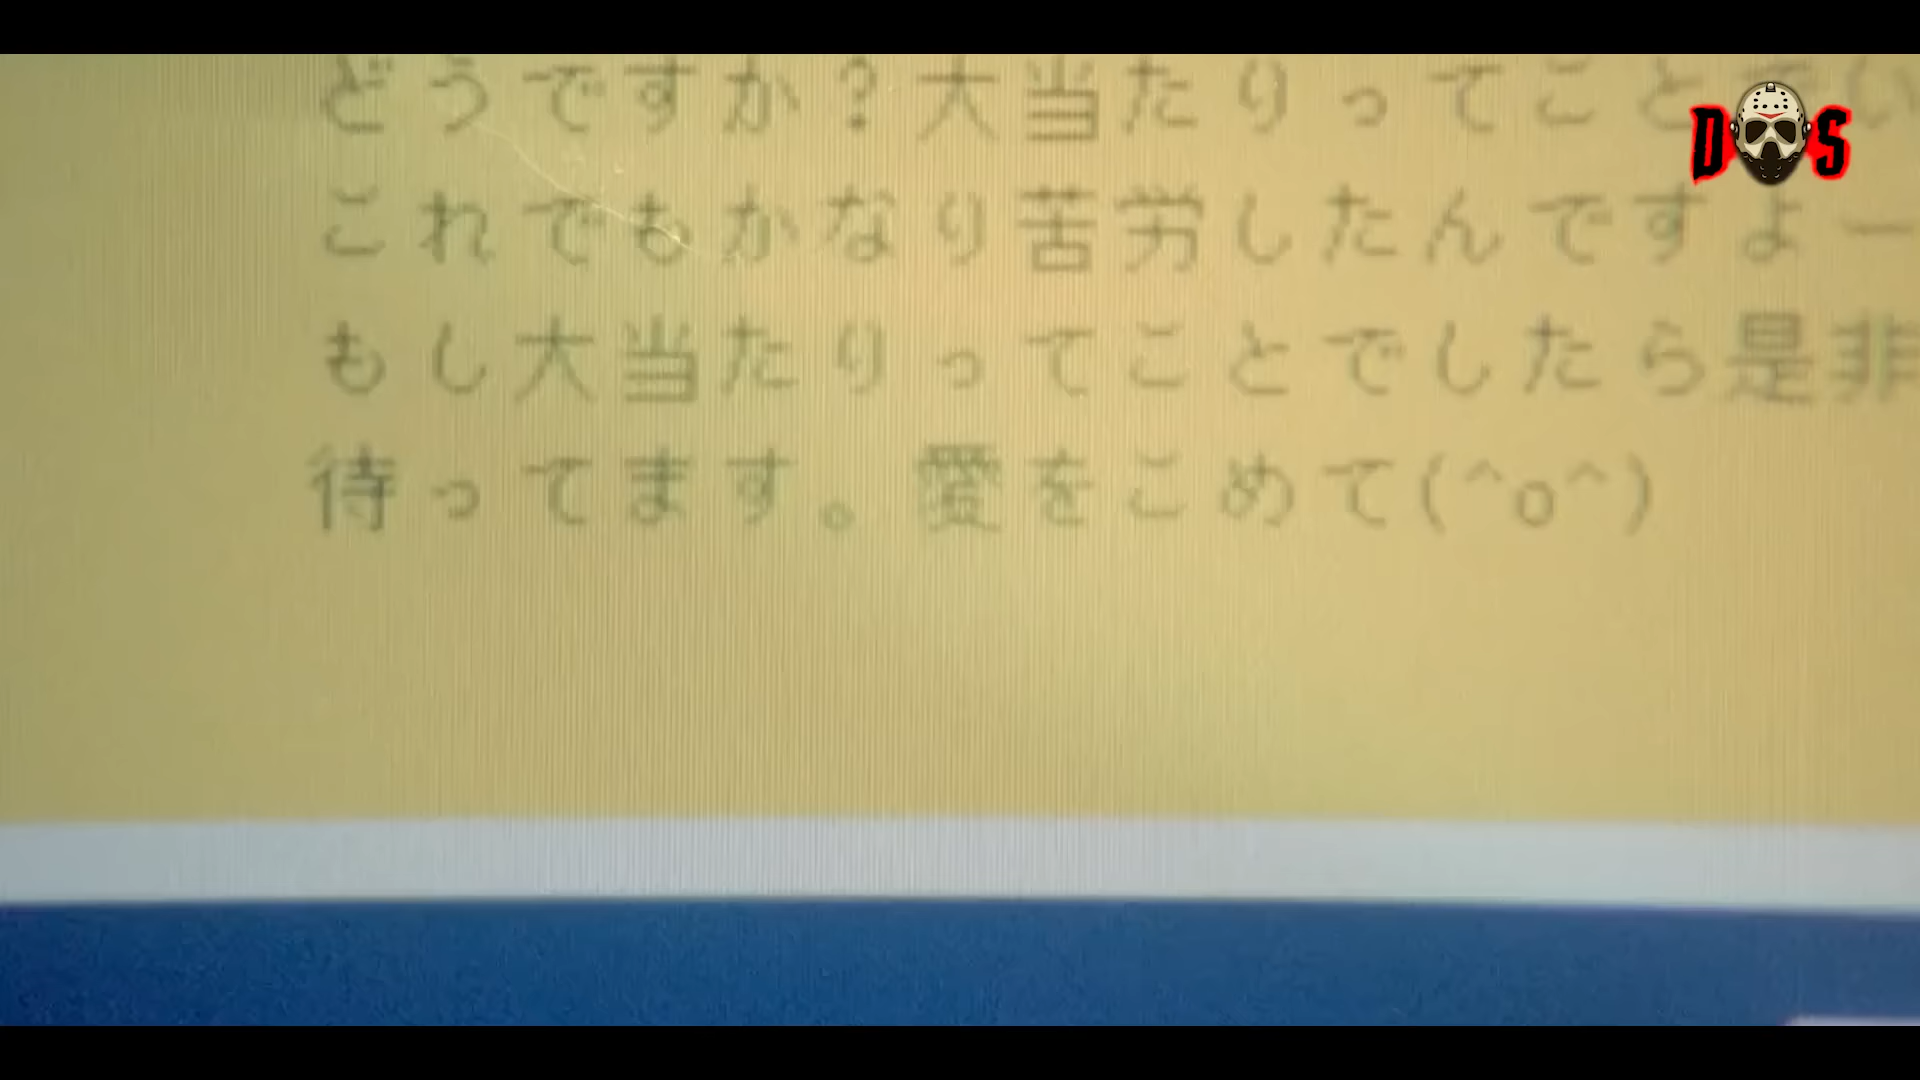 どうですか？大当たりってことでい
これでもかなり苦労したんですよー
もし大当たりってことでしたら是非
待ってます。愛をこめて(^o^)
D S